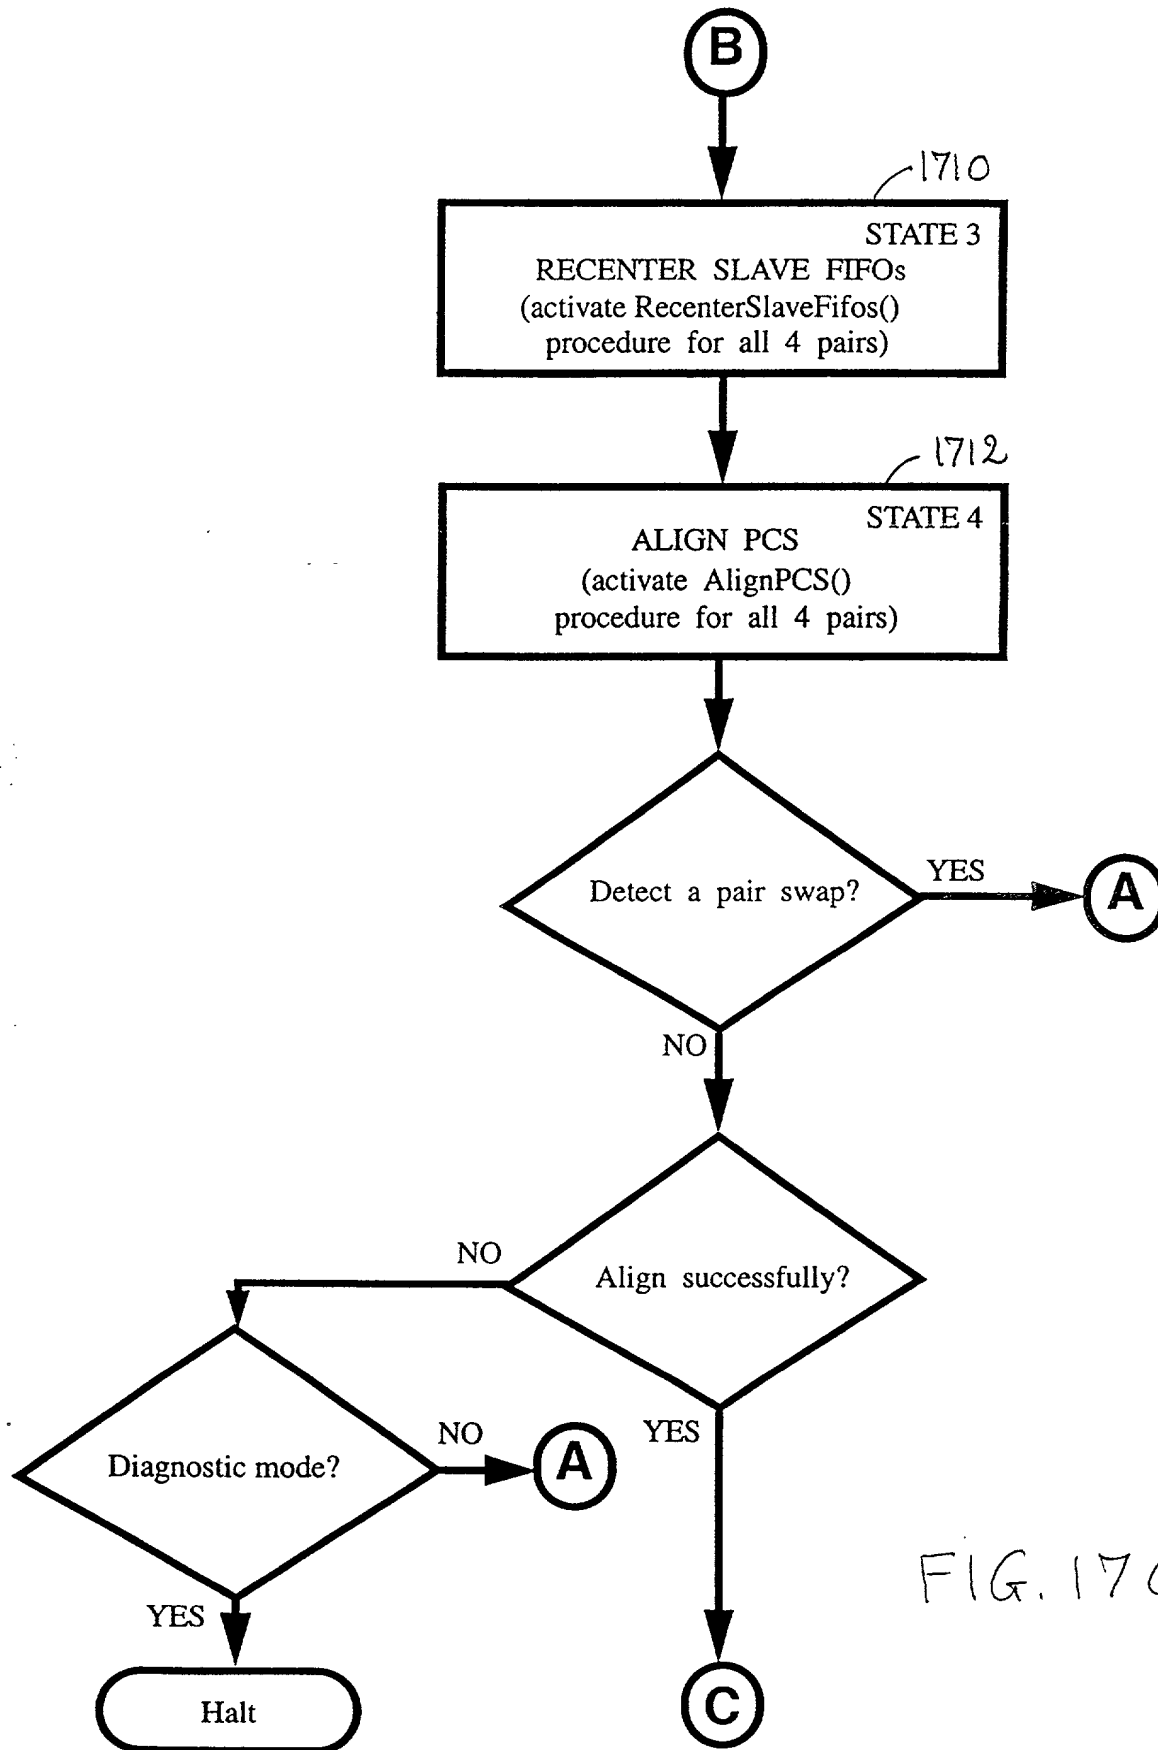 B
1710
STATE 3
RECENTER SLAVE FIFOs
(activate RecenterSlaveFifos()
procedure for all 4 pairs)
1712
STATE 4
ALIGN PCS
(activate AlignPCS()
procedure for all 4 pairs)
Detect a pair swap?
YES
A
NO
Align successfully?
NO
YES
Diagnostic mode?
NO
A
YES
Halt
C
FIG. 17C